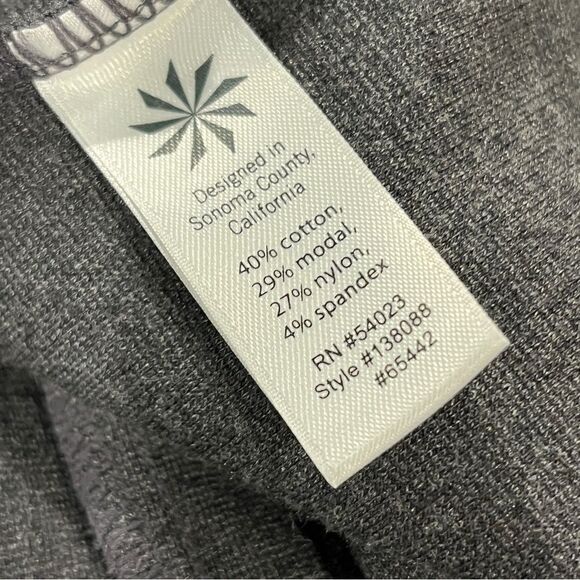 Designed in
Sonoma County,
California
40% cotton,
29% modal,
27% nylon,
4% spandex
RN #54023
Style #138088
#65442